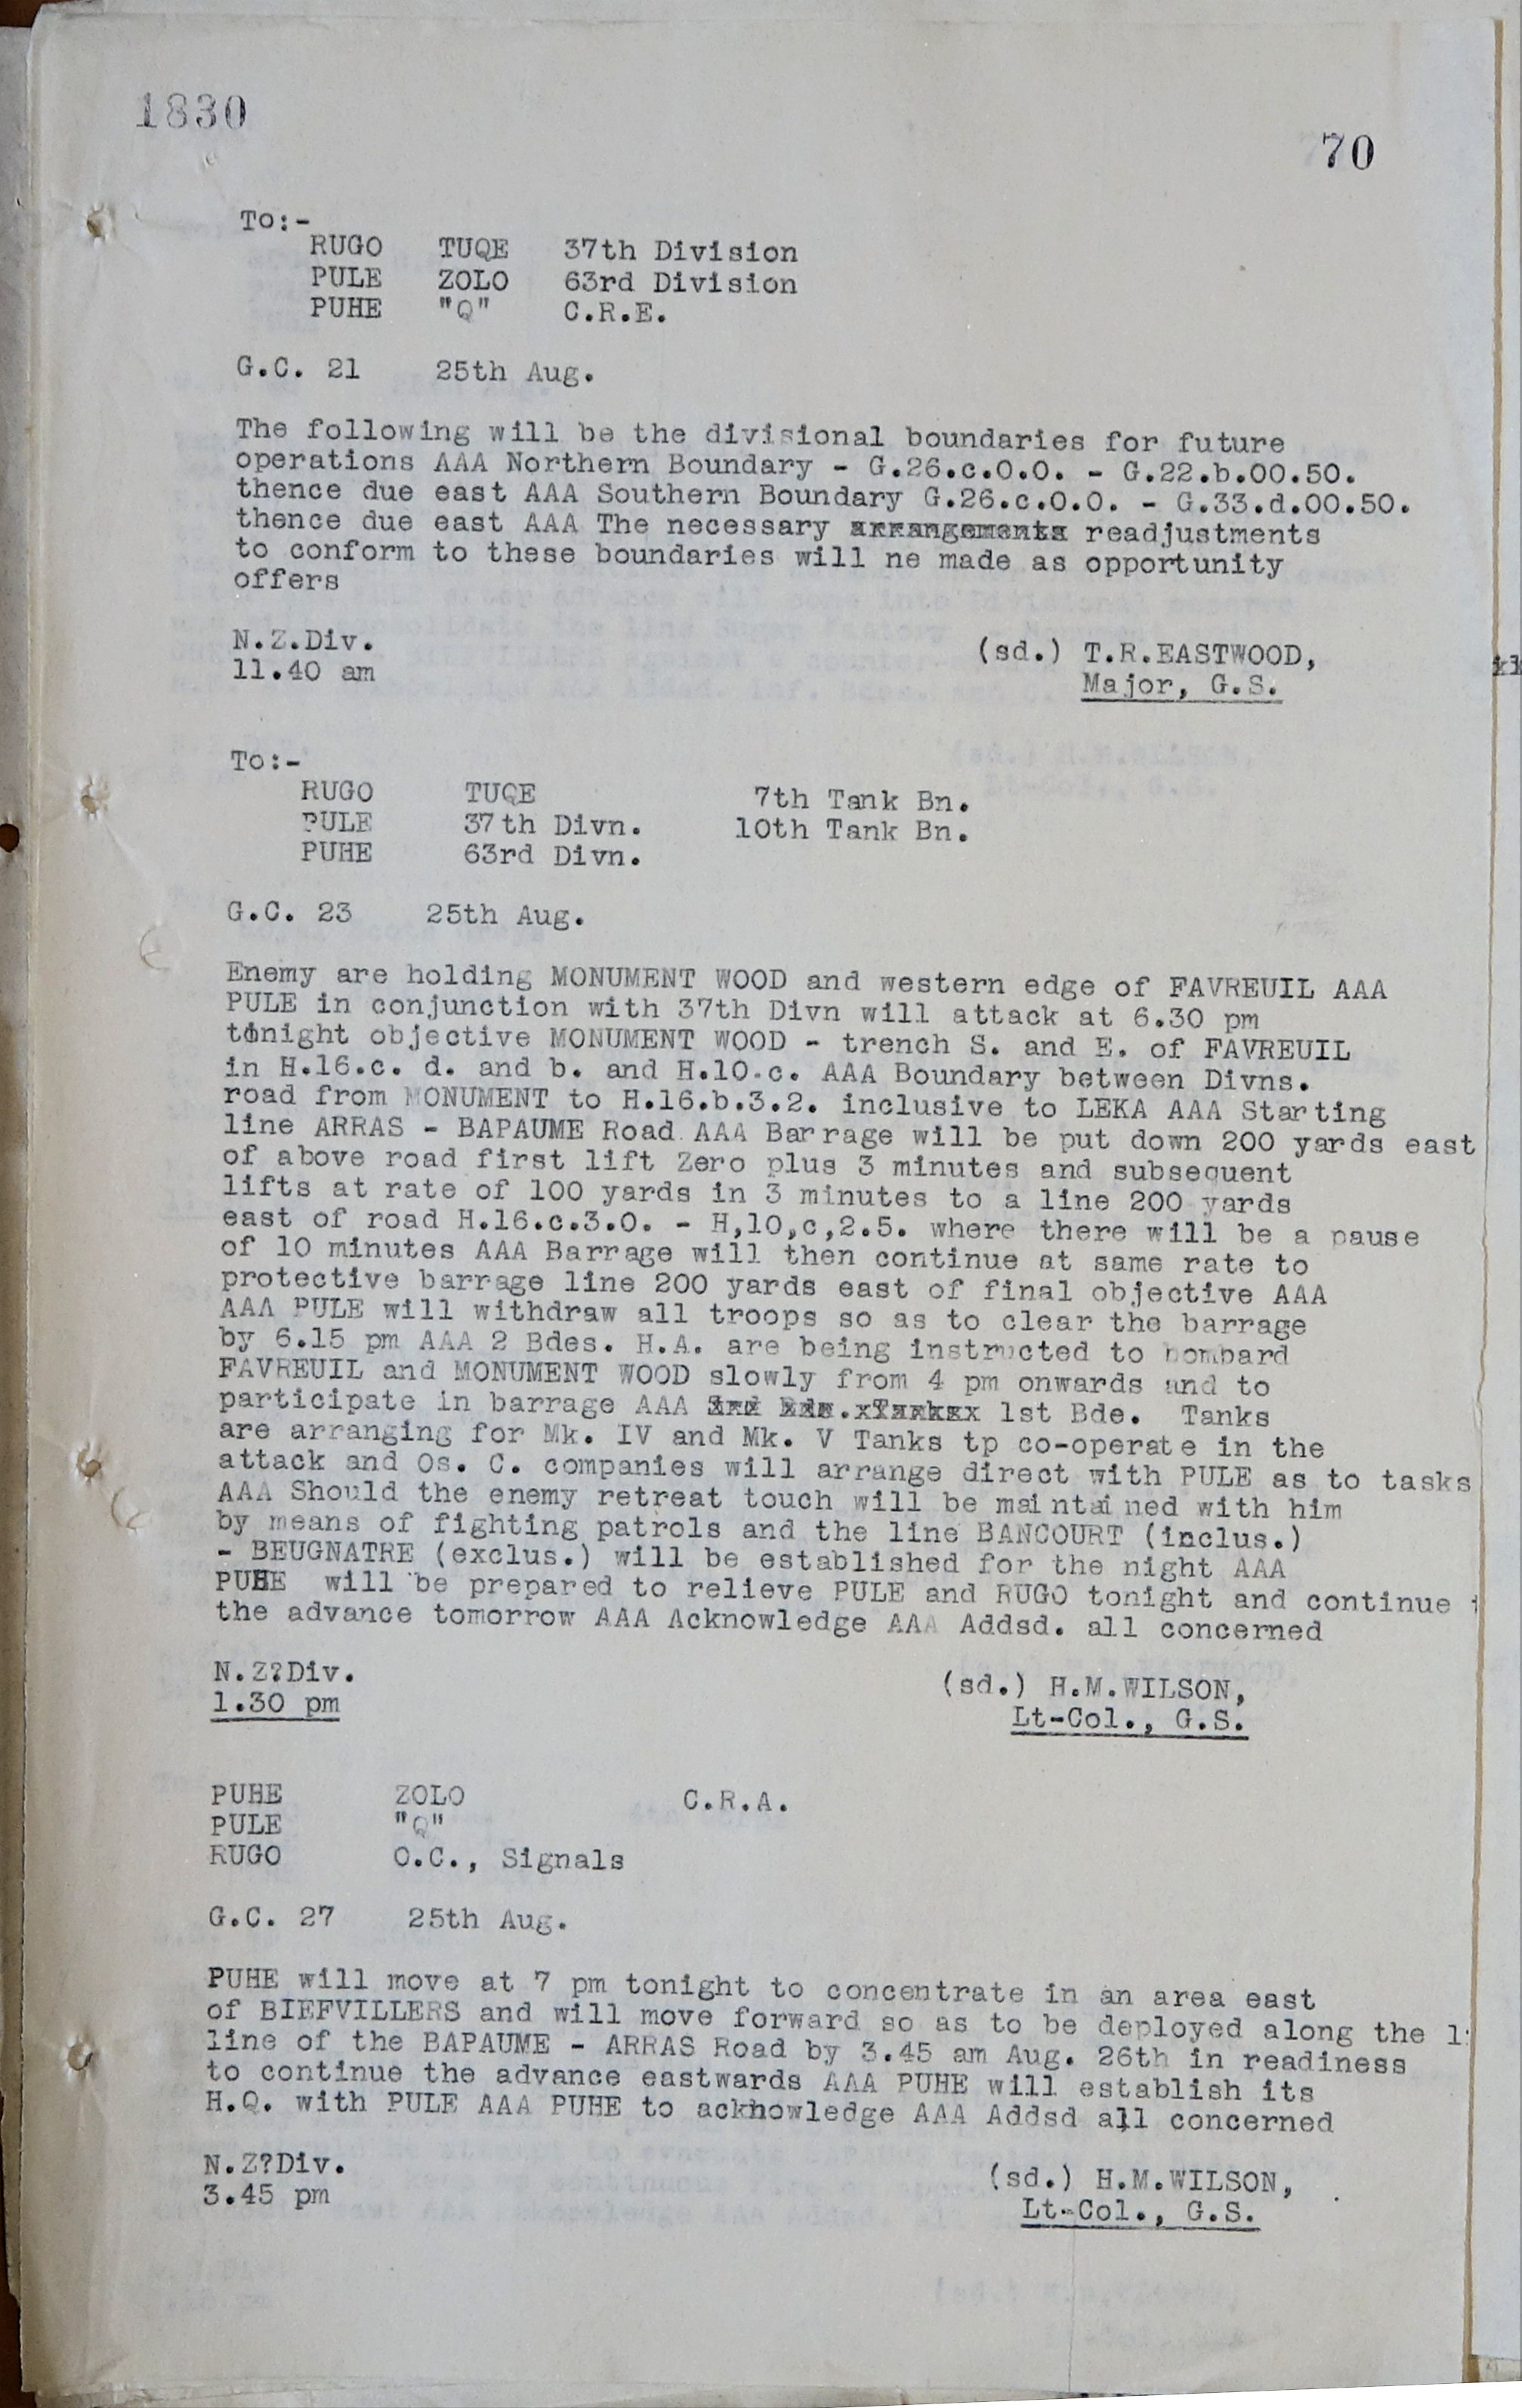 1830
70
To:-
RUGO TUQE 37th Division
PULE ZOLO 63rd Division
PUHE "Q" C.R.E.
G.C. 21 25th Aug.
The following will be the divisional boundaries for future
operations AAA Northern Boundary - G.26.c.0.0. - G.22.b.00.50.
thence due east AAA Southern Boundary G.26.c.0.0. - G.33.d.00.50.
thence due east AAA The necessary arrangements readjustments
to conform to these boundaries will ne made as opportunity
offers
N.Z.Div.
11.40 am
(sd.) T.R.EASTWOOD,
Major, G.S.
To:-
RUGO TUQE 7th Tank Bn.
PULE 37th Divn. 10th Tank Bn.
PUHE 63rd Divn.
G.C. 23 25th Aug.
Enemy are holding MONUMENT WOOD and western edge of FAVREUIL AAA
PULE in conjunction with 37th Divn will attack at 6.30 pm
tonight objective MONUMENT WOOD - trench S. and E. of FAVREUIL
in H.16.c. d. and b. and H.10.c. AAA Boundary between Divns.
road from MONUMENT to H.16.b.3.2. inclusive to LEKA AAA Starting
line ARRAS - BAPAUME Road AAA Barrage will be put down 200 yards east
of above road first lift Zero plus 3 minutes and subsequent
lifts at rate of 100 yards in 3 minutes to a line 200 yards
east of road H.16.c.3.0. - H,10,c,2.5. where there will be a pause
of 10 minutes AAA Barrage will then continue at same rate to
protective barrage line 200 yards east of final objective AAA
AAA PULE will withdraw all troops so as to clear the barrage
by 6.15 pm AAA 2 Bdes. H.A. are being instructed to bombard
FAVREUIL and MONUMENT WOOD slowly from 4 pm onwards and to
participate in barrage AAA 1st Bde. Tanks
are arranging for Mk. IV and Mk. V Tanks tp co-operate in the
attack and Os. C. companies will arrange direct with PULE as to tasks
AAA Should the enemy retreat touch will be maintained with him
by means of fighting patrols and the line BANCOURT (inclus.)
- BEUGNATRE (exclus.) will be established for the night AAA
PUHE will be prepared to relieve PULE and RUGO tonight and continue
the advance tomorrow AAA Acknowledge AAA Addsd. all concerned
N.Z?Div.
1.30 pm
(sd.) H.M.WILSON,
Lt-Col., G.S.
PUHE ZOLO C.R.A.
PULE "Q"
RUGO O.C., Signals
G.C. 27 25th Aug.
PUHE will move at 7 pm tonight to concentrate in an area east
of BIEFVILLERS and will move forward so as to be deployed along the
line of the BAPAUME - ARRAS Road by 3.45 am Aug. 26th in readiness
to continue the advance eastwards AAA PUHE will establish its
H.Q. with PULE AAA PUHE to acknowledge AAA Addsd all concerned
N.Z?Div.
3.45 pm
(sd.) H.M.WILSON,
Lt-Col., G.S.